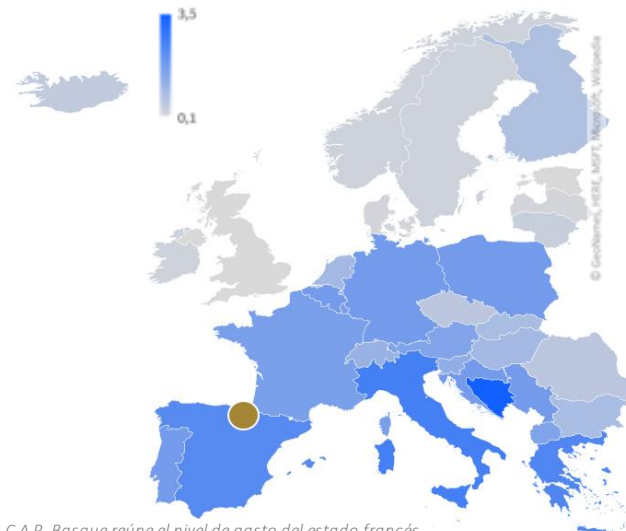 3,5
0,1
© GeoNames, HERE, MSFT, Microsoft, Wikipedia
C.A.P. Basque reúne el nivel de gasto del estado francés